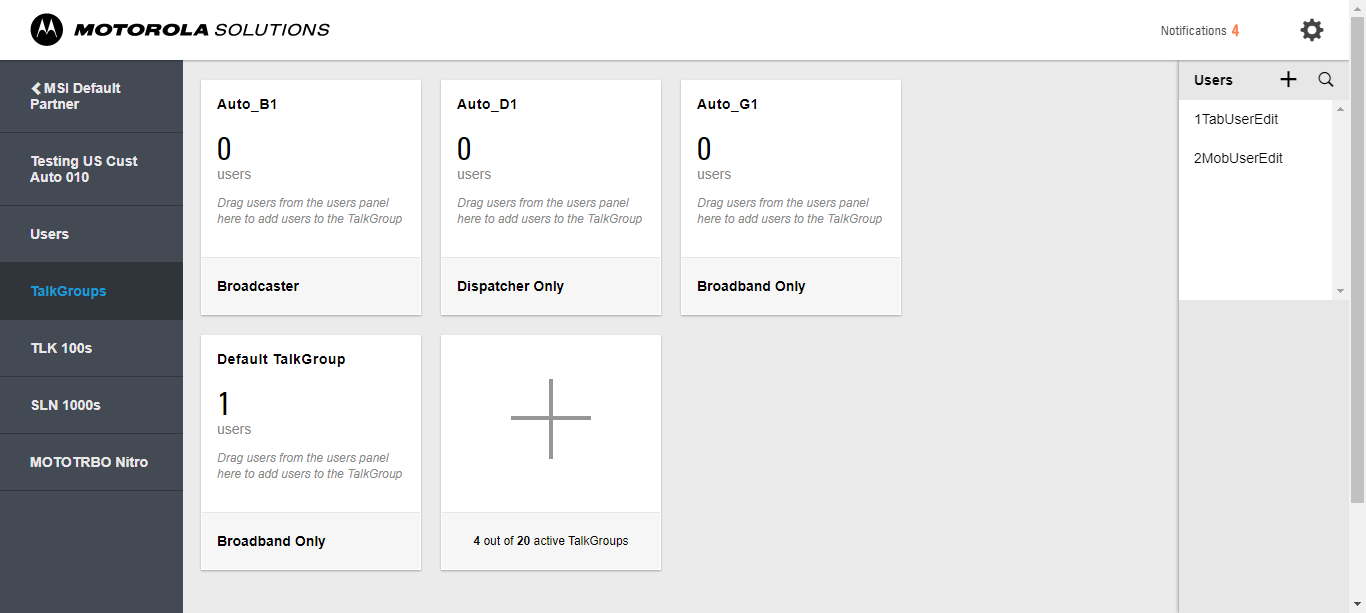 MOTOROLA SOLUTIONS
Notifications 4
MSI Default
Partner
Testing US Cust
Auto 010
Users
TalkGroups
TLK 100s
SLN 1000s
MOTOTRBO Nitro
Auto_B1
0
users
Drag users from the users panel
here to add users to the TalkGroup
Broadcaster
Auto_D1
0
users
Drag users from the users panel
here to add users to the TalkGroup
Dispatcher Only
Auto_G1
0
users
Drag users from the users panel
here to add users to the TalkGroup
Broadband Only
Default TalkGroup
1
users
Drag users from the users panel
here to add users to the TalkGroup
Broadband Only
4 out of 20 active TalkGroups
Users
1TabUserEdit
2MobUserEdit